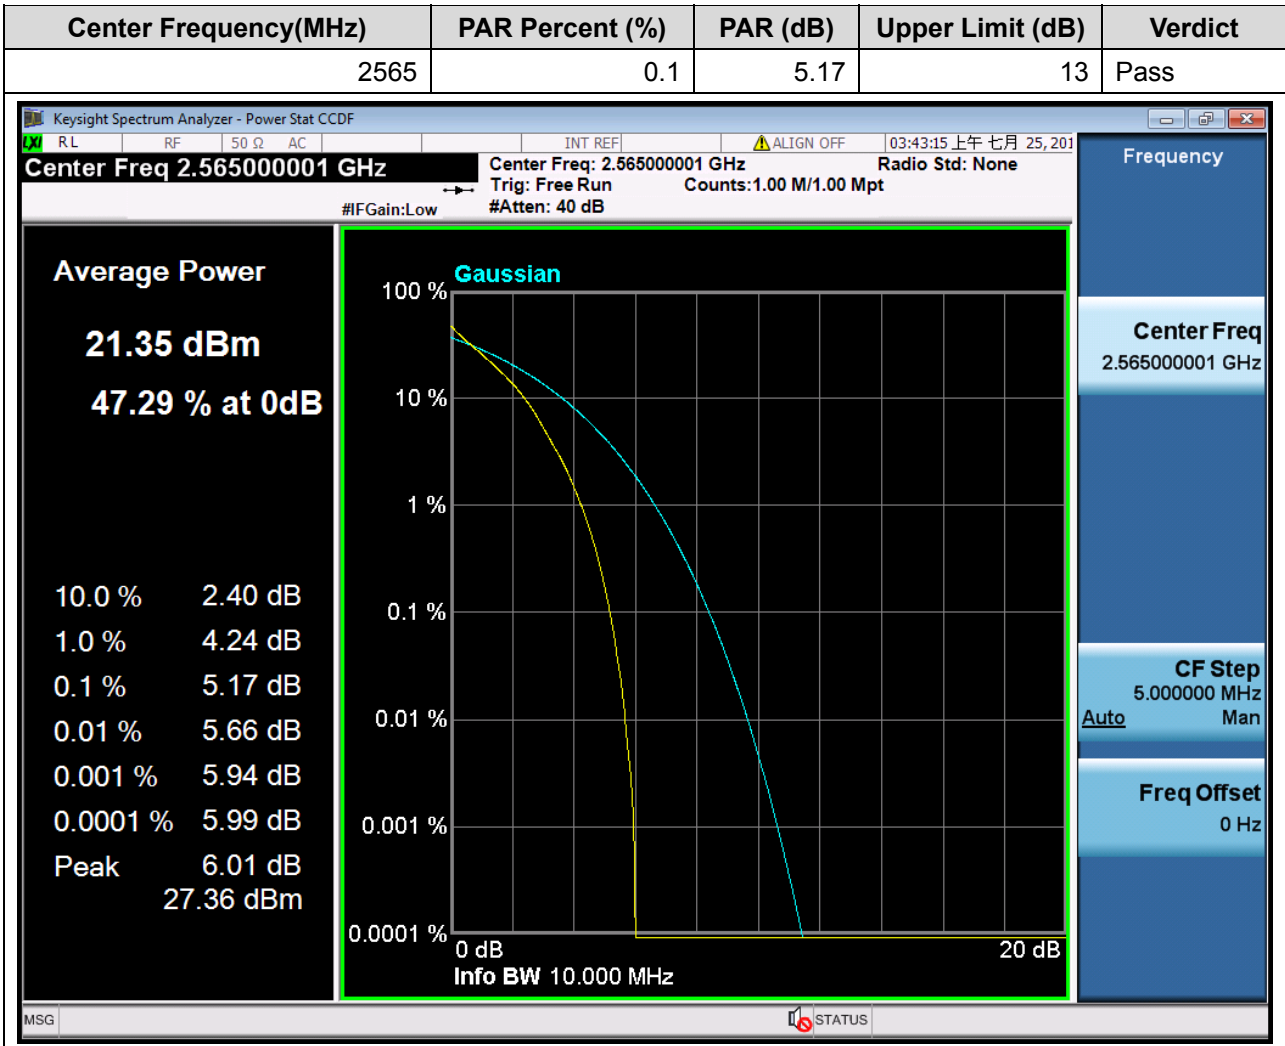 Center Frequency(MHz) PAR Percent (%) PAR (dB) Upper Limit (dB) Verdict
2565 0.1 5.17 13 Pass
Keysight Spectrum Analyzer - Power Stat CCDF
LXI RL RF 50 Ω AC INT REF ALIGN OFF 03:43:15 上午 七月 25, 201
Center Freq 2.565000001 GHz
Center Freq: 2.565000001 GHz Radio Std: None
Trig: Free Run Counts:1.00 M/1.00 Mpt
#IFGain:Low #Atten: 40 dB
Average Power
21.35 dBm
47.29 % at 0dB
10.0 % 2.40 dB
1.0 % 4.24 dB
0.1 % 5.17 dB
0.01 % 5.66 dB
0.001 % 5.94 dB
0.0001 % 5.99 dB
Peak 6.01 dB
27.36 dBm
Gaussian
100 %
10 %
1 %
0.1 %
0.01 %
0.001 %
0.0001 %
0 dB 20 dB
Info BW 10.000 MHz
Frequency
Center Freq
2.565000001 GHz
CF Step
5.000000 MHz
Auto Man
Freq Offset
0 Hz
MSG STATUS